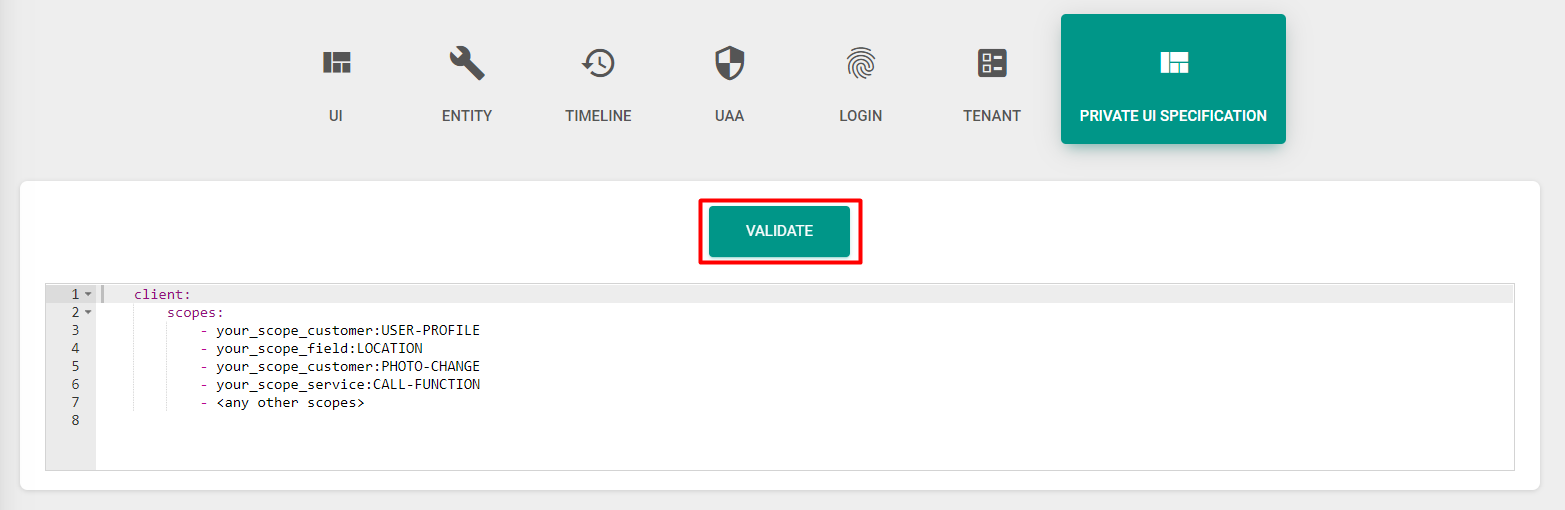 UI
ENTITY
TIMELINE
UAA
LOGIN
TENANT
PRIVATE UI SPECIFICATION
VALIDATE
1 client:
2 scopes:
3 - your_scope_customer:USER-PROFILE
4 - your_scope_field:LOCATION
5 - your_scope_customer:PHOTO-CHANGE
6 - your_scope_service:CALL-FUNCTION
7 - <any other scopes>
8